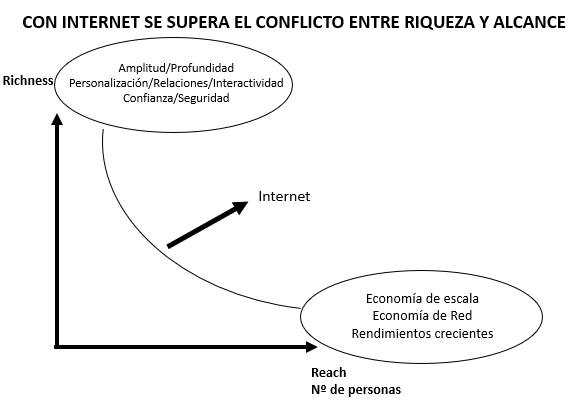 CON INTERNET SE SUPERA EL CONFLICTO ENTRE RIQUEZA Y ALCANCE
Richness
Amplitud/Profundidad
Personalización/Relaciones/Interactividad
Confianza/Seguridad
Internet
Economía de escala
Economía de Red
Rendimientos crecientes
Reach
Nº de personas